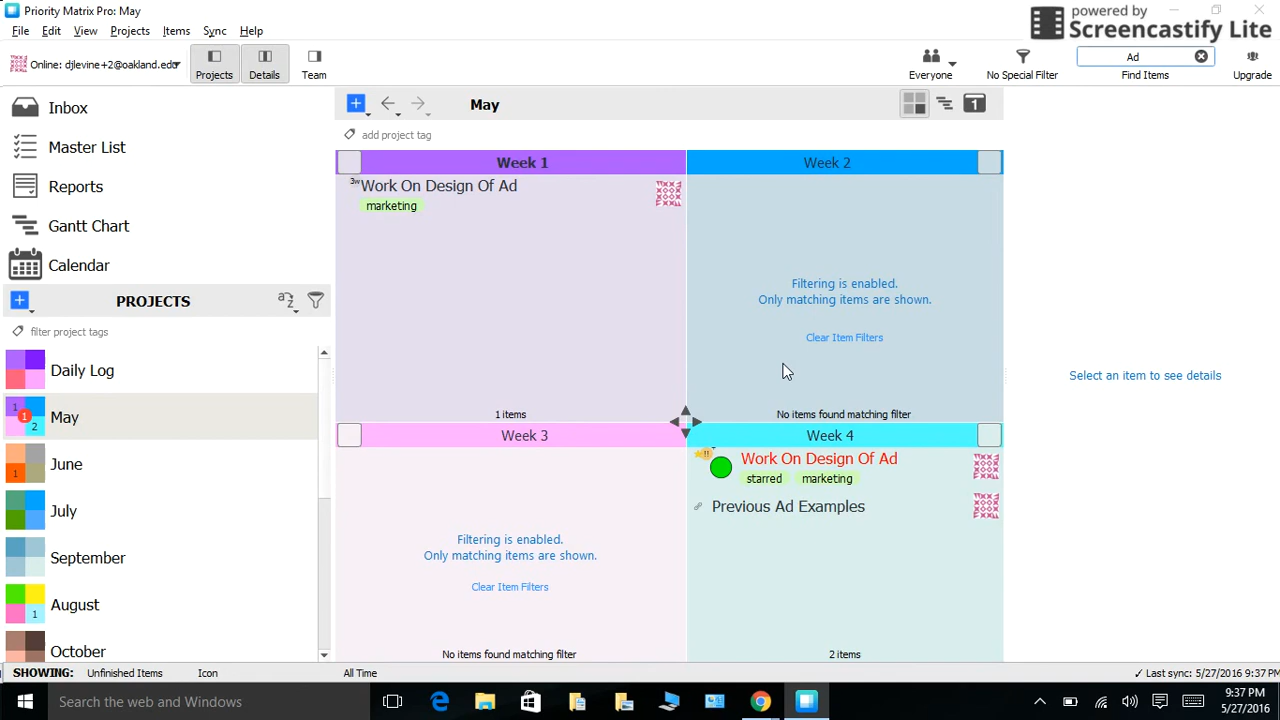 Priority Matrix Pro: May
powered by
Screencastify Lite
File Edit View Projects Items Sync Help
Online: djlevine+2@oakland.edu
Projects
Details
Team
Everyone
No Special Filter
Ad
Find Items
Upgrade
Inbox
Master List
Reports
Gantt Chart
Calendar
PROJECTS
filter project tags
Daily Log
1 1 2
May
1
June
July
September
1
August
October
May
1
add project tag
Week 1
3w Work On Design Of Ad
marketing
1 items
Week 2
Filtering is enabled.
Only matching items are shown.
Clear Item Filters
No items found matching filter
Week 3
Filtering is enabled.
Only matching items are shown.
Clear Item Filters
No items found matching filter
Week 4
!! Work On Design Of Ad
starred marketing
Previous Ad Examples
2 items
Select an item to see details
SHOWING: Unfinished Items Icon All Time
Last sync: 5/27/2016 9:37 PM
Search the web and Windows
9:37 PM
5/27/2016